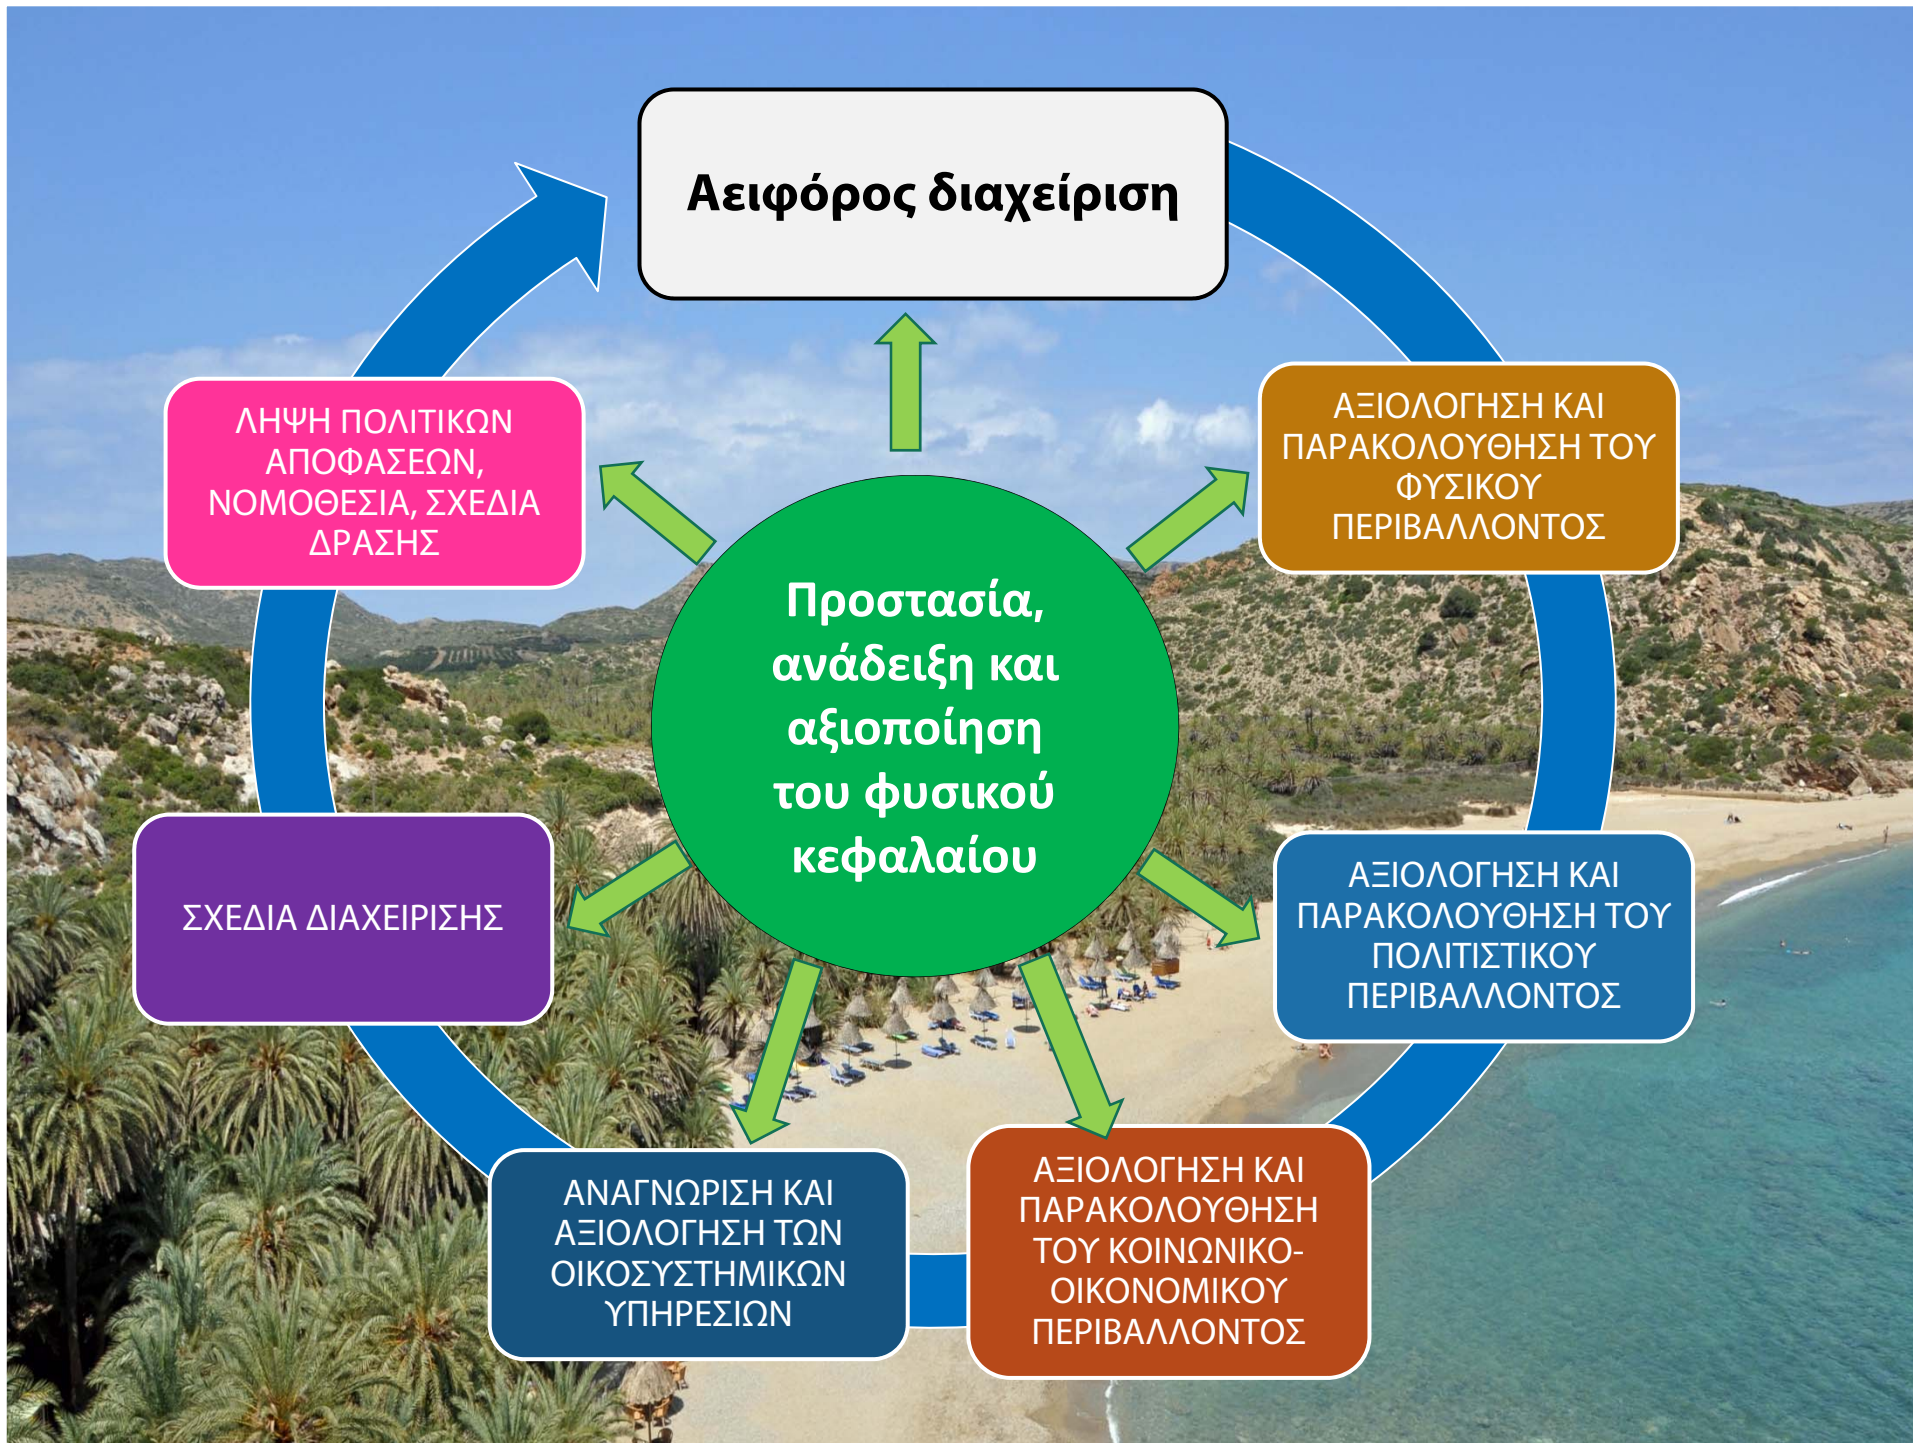 Αειφόρος διαχείριση
ΑΞΙΟΛΟΓΗΣΗ ΚΑΙ
ΠΑΡΑΚΟΛΟΥΘΗΣΗ ΤΟΥ
ΦΥΣΙΚΟΥ
ΠΕΡΙΒΑΛΛΟΝΤΟΣ
ΑΞΙΟΛΟΓΗΣΗ ΚΑΙ
ΠΑΡΑΚΟΛΟΥΘΗΣΗ ΤΟΥ
ΠΟΛΙΤΙΣΤΙΚΟΥ
ΠΕΡΙΒΑΛΛΟΝΤΟΣ
ΑΞΙΟΛΟΓΗΣΗ ΚΑΙ
ΠΑΡΑΚΟΛΟΥΘΗΣΗ
ΤΟΥ ΚΟΙΝΩΝΙΚΟ-
ΟΙΚΟΝΟΜΙΚΟΥ
ΠΕΡΙΒΑΛΛΟΝΤΟΣ
ΑΝΑΓΝΩΡΙΣΗ ΚΑΙ
ΑΞΙΟΛΟΓΗΣΗ ΤΩΝ
ΟΙΚΟΣΥΣΤΗΜΙΚΩΝ
ΥΠΗΡΕΣΙΩΝ
ΣΧΕΔΙΑ ΔΙΑΧΕΙΡΙΣΗΣ
ΛΗΨΗ ΠΟΛΙΤΙΚΩΝ
ΑΠΟΦΑΣΕΩΝ,
ΝΟΜΟΘΕΣΙΑ, ΣΧΕΔΙΑ
ΔΡΑΣΗΣ
Προστασία,
ανάδειξη και
αξιοποίηση
του φυσικού
κεφαλαίου